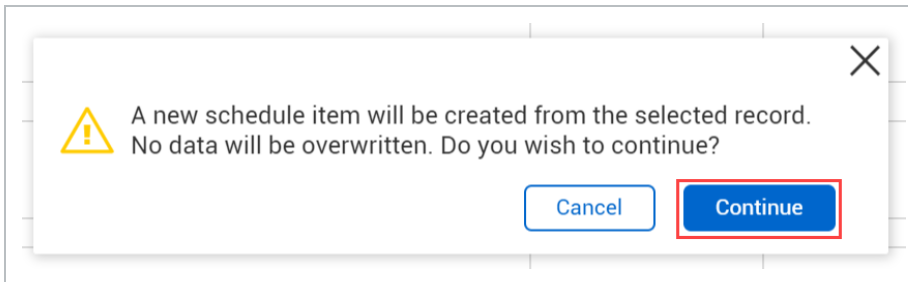 A new schedule item will be created from the selected record.
No data will be overwritten. Do you wish to continue?
Cancel
Continue